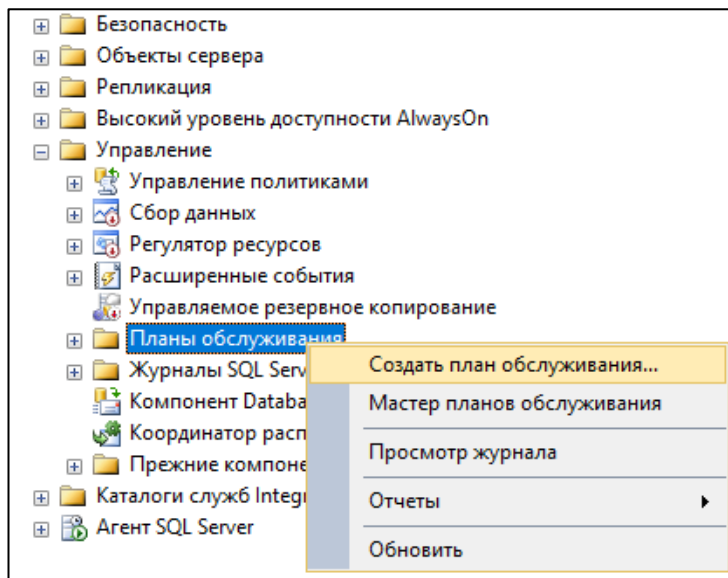 Безопасность
Объекты сервера
Репликация
Высокий уровень доступности AlwaysOn
Управление
Управление политиками
Сбор данных
Регулятор ресурсов
Расширенные события
Управляемое резервное копирование
Планы обслуживания
Журналы SQL Serv
Компонент Databa
Координатор расп
Прежние компоне
Каталоги служб Integ
Агент SQL Server
Создать план обслуживания...
Мастер планов обслуживания
Просмотр журнала
Отчеты
Обновить